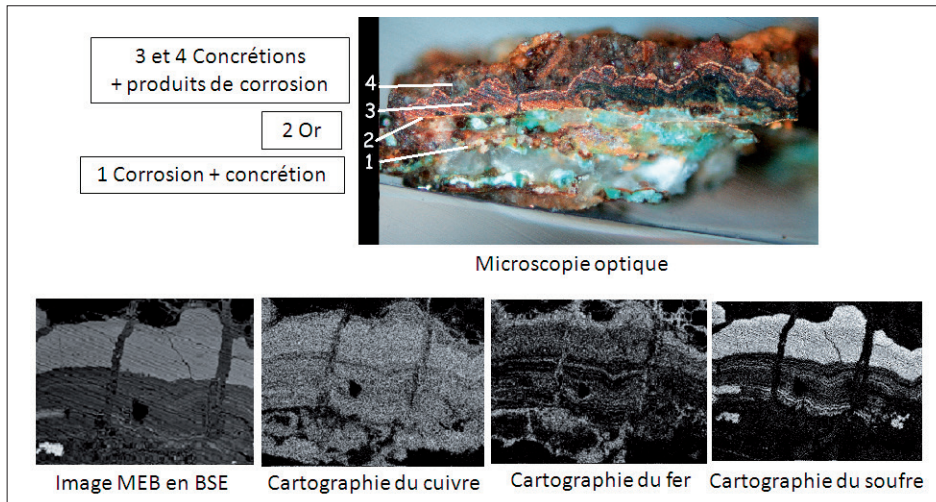 3 et 4 Concrétions
+ produits de corrosion
2 Or
1 Corrosion + concrétion
4
3
2
1
Microscopie optique
Image MEB en BSE
Cartographie du cuivre
Cartographie du fer
Cartographie du soufre